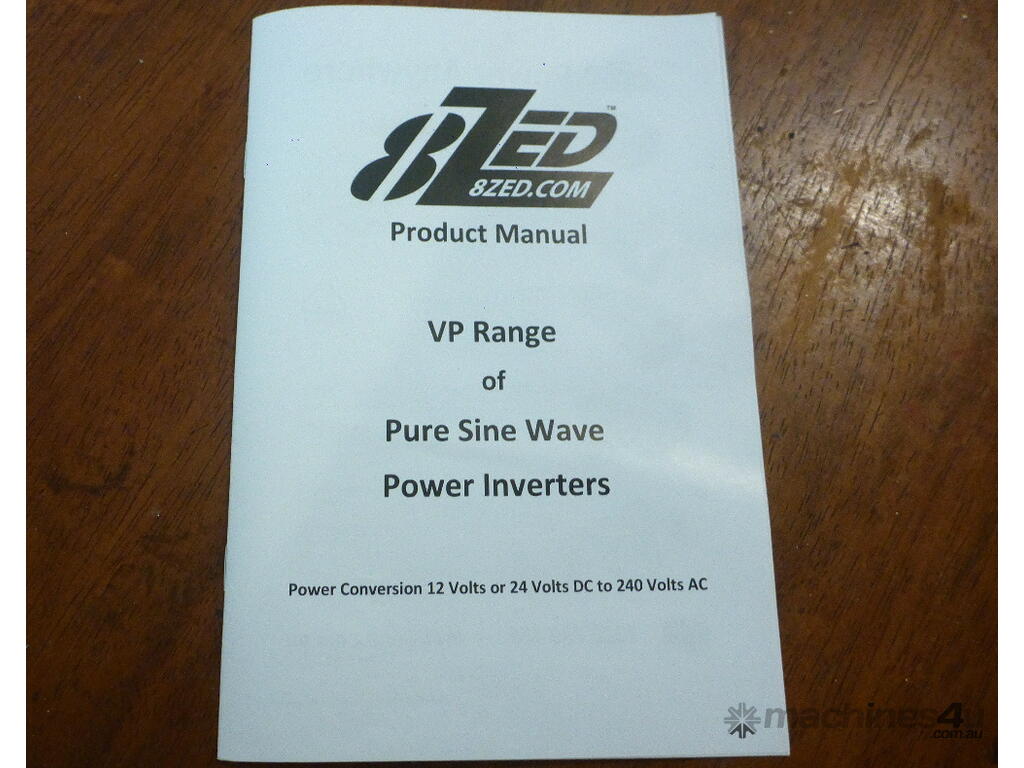 8ZED™
8ZED.COM
Product Manual
VP Range
of
Pure Sine Wave
Power Inverters
Power Conversion 12 Volts or 24 Volts DC to 240 Volts AC
machines4u
.com.au